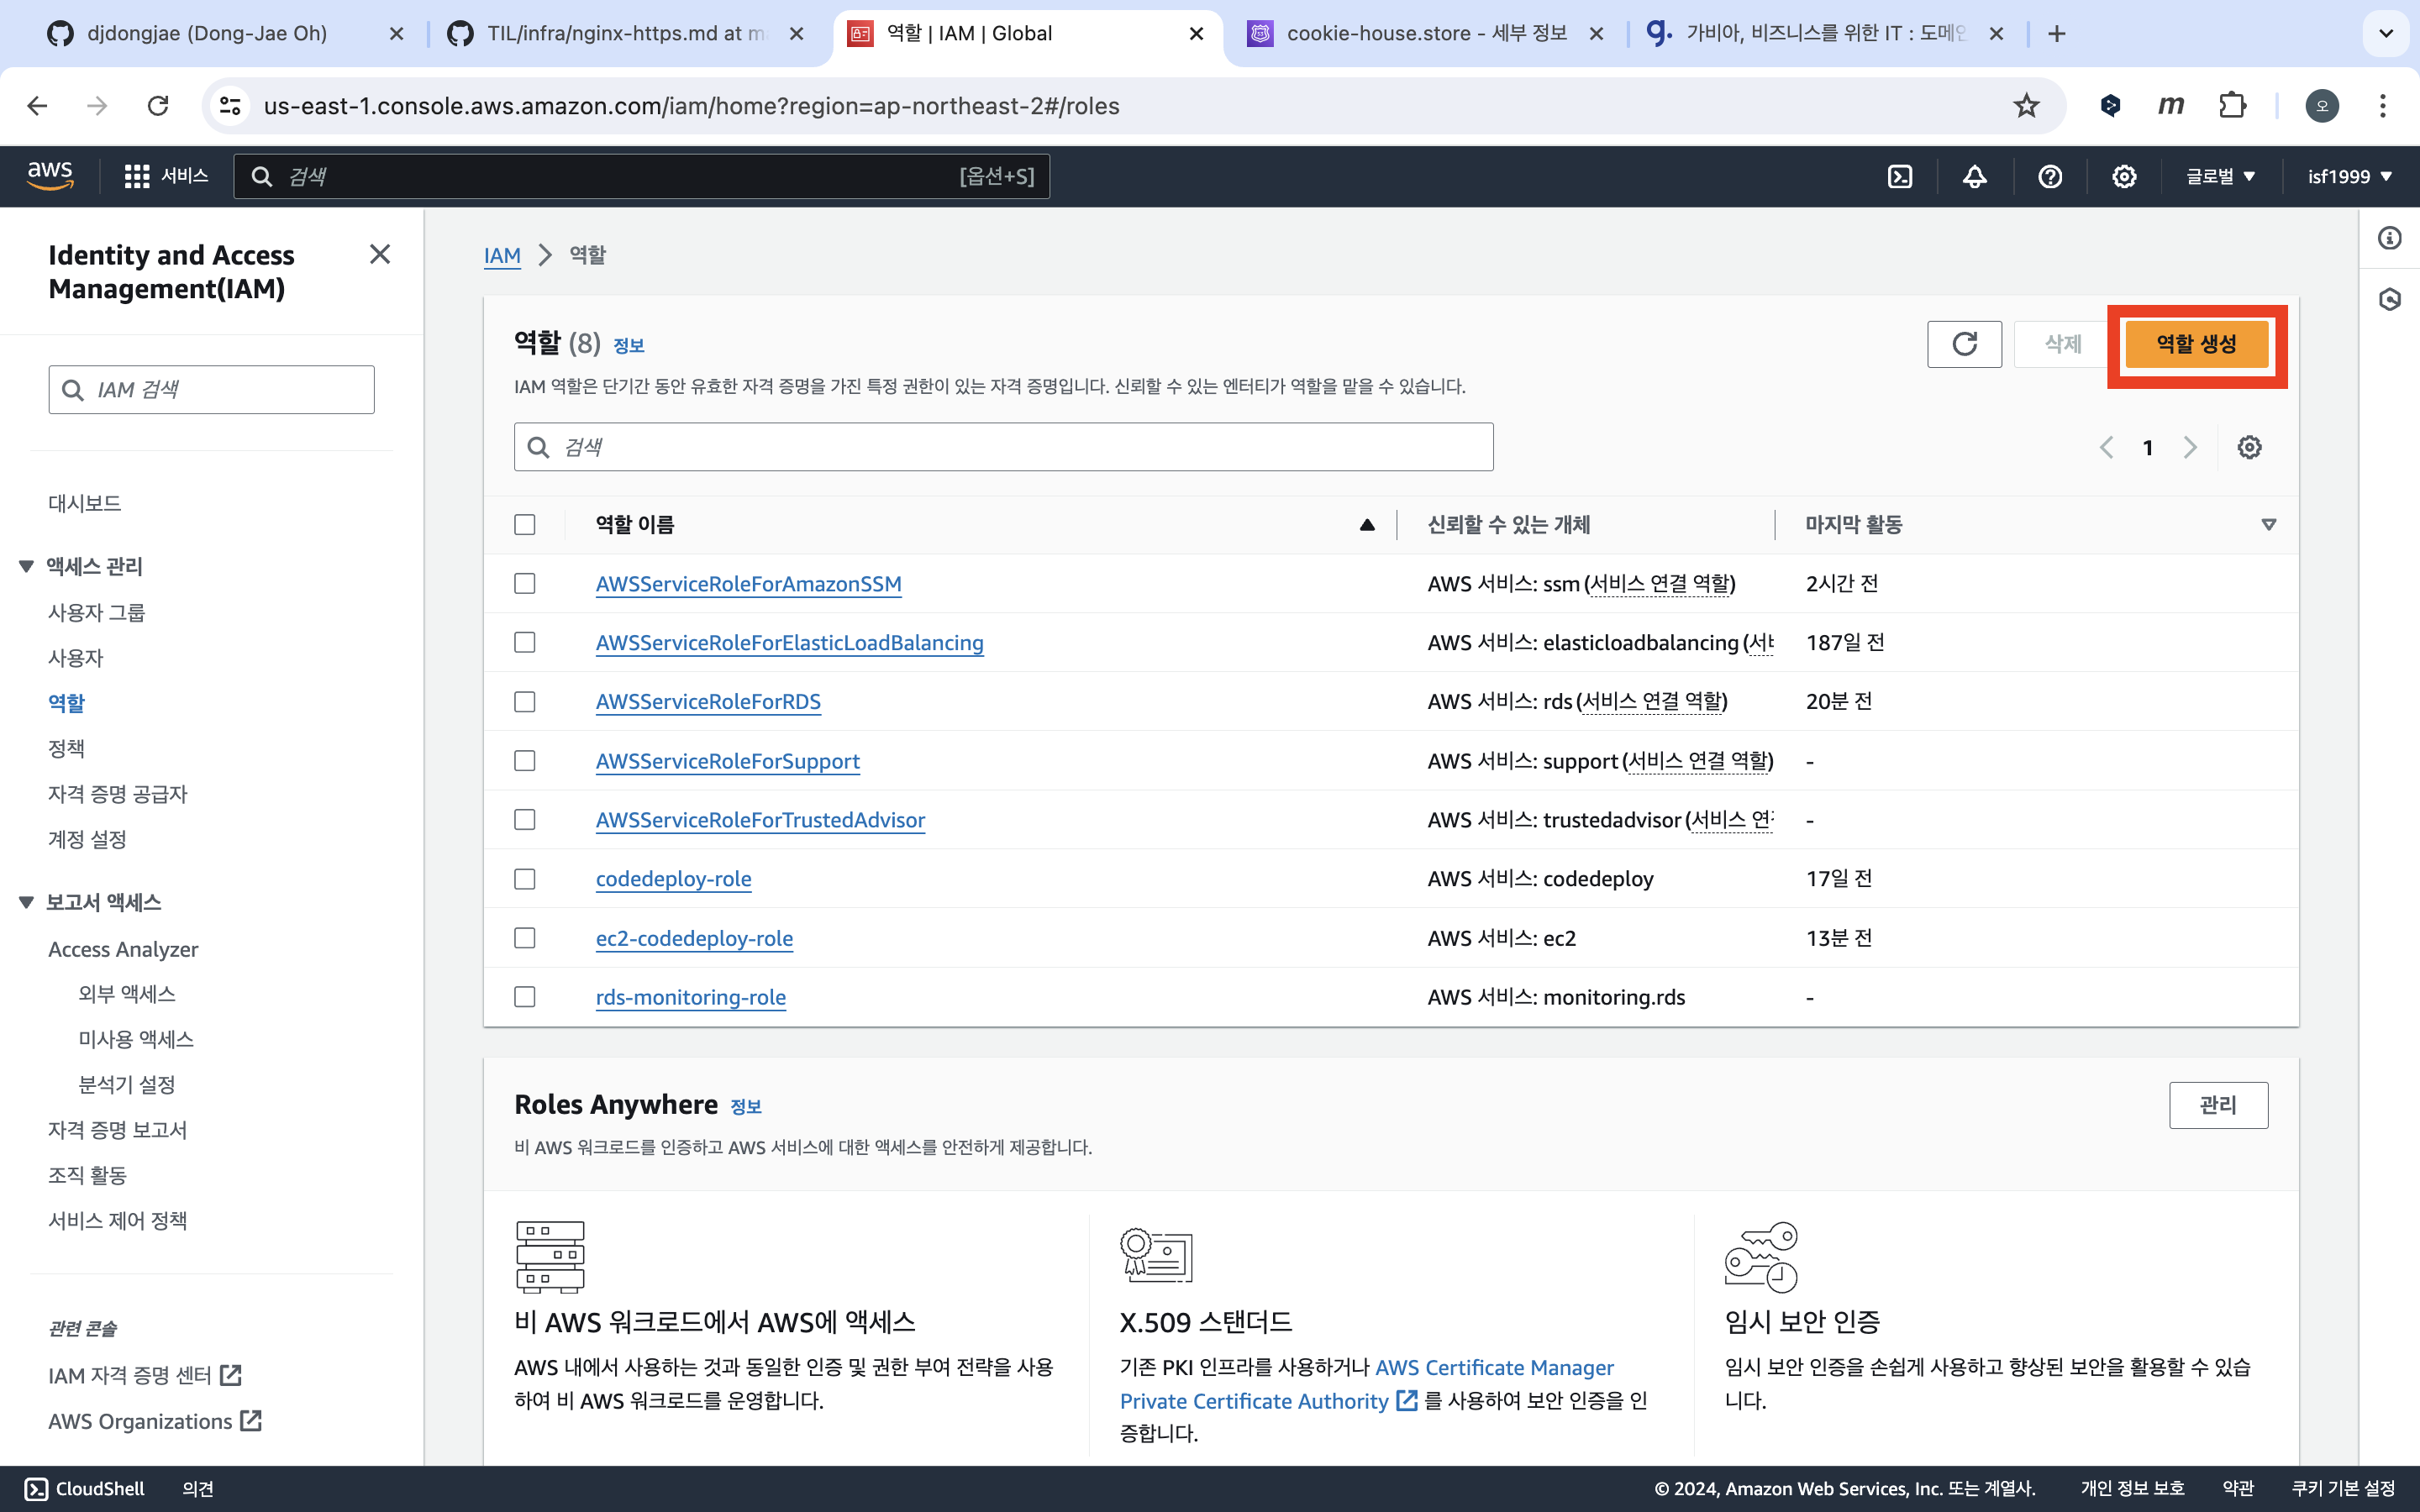 djdongjae (Dong-Jae Oh)
TIL/infra/nginx-https.md at m
역할 | IAM | Global
cookie-house.store - 세부 정보
가비아, 비즈니스를 위한 IT : 도메인
us-east-1.console.aws.amazon.com/iam/home?region=ap-northeast-2#/roles
m
오
aws
서비스
검색
[옵션+S]
글로벌
isf1999
Identity and Access
Management(IAM)
IAM 검색
대시보드
액세스 관리
사용자 그룹
사용자
역할
정책
자격 증명 공급자
계정 설정
보고서 액세스
Access Analyzer
외부 액세스
미사용 액세스
분석기 설정
자격 증명 보고서
조직 활동
서비스 제어 정책
관련 콘솔
IAM 자격 증명 센터
AWS Organizations
IAM > 역할
역할 (8) 정보
삭제
역할 생성
IAM 역할은 단기간 동안 유효한 자격 증명을 가진 특정 권한이 있는 자격 증명입니다. 신뢰할 수 있는 엔터티가 역할을 맡을 수 있습니다.
검색
1
역할 이름 신뢰할 수 있는 개체 마지막 활동
AWSServiceRoleForAmazonSSM AWS 서비스: ssm (서비스 연결 역할) 2시간 전
AWSServiceRoleForElasticLoadBalancing AWS 서비스: elasticloadbalancing (서비 187일 전
AWSServiceRoleForRDS AWS 서비스: rds (서비스 연결 역할) 20분 전
AWSServiceRoleForSupport AWS 서비스: support (서비스 연결 역할) -
AWSServiceRoleForTrustedAdvisor AWS 서비스: trustedadvisor (서비스 연결 -
codedeploy-role AWS 서비스: codedeploy 17일 전
ec2-codedeploy-role AWS 서비스: ec2 13분 전
rds-monitoring-role AWS 서비스: monitoring.rds -
Roles Anywhere 정보
관리
비 AWS 워크로드를 인증하고 AWS 서비스에 대한 액세스를 안전하게 제공합니다.
비 AWS 워크로드에서 AWS에 액세스
AWS 내에서 사용하는 것과 동일한 인증 및 권한 부여 전략을 사용
하여 비 AWS 워크로드를 운영합니다.
X.509 스탠더드
기존 PKI 인프라를 사용하거나 AWS Certificate Manager
Private Certificate Authority 를 사용하여 보안 인증을 인
증합니다.
임시 보안 인증
임시 보안 인증을 손쉽게 사용하고 향상된 보안을 활용할 수 있습
니다.
CloudShell
의견
© 2024, Amazon Web Services, Inc. 또는 계열사.
개인 정보 보호
약관
쿠키 기본 설정